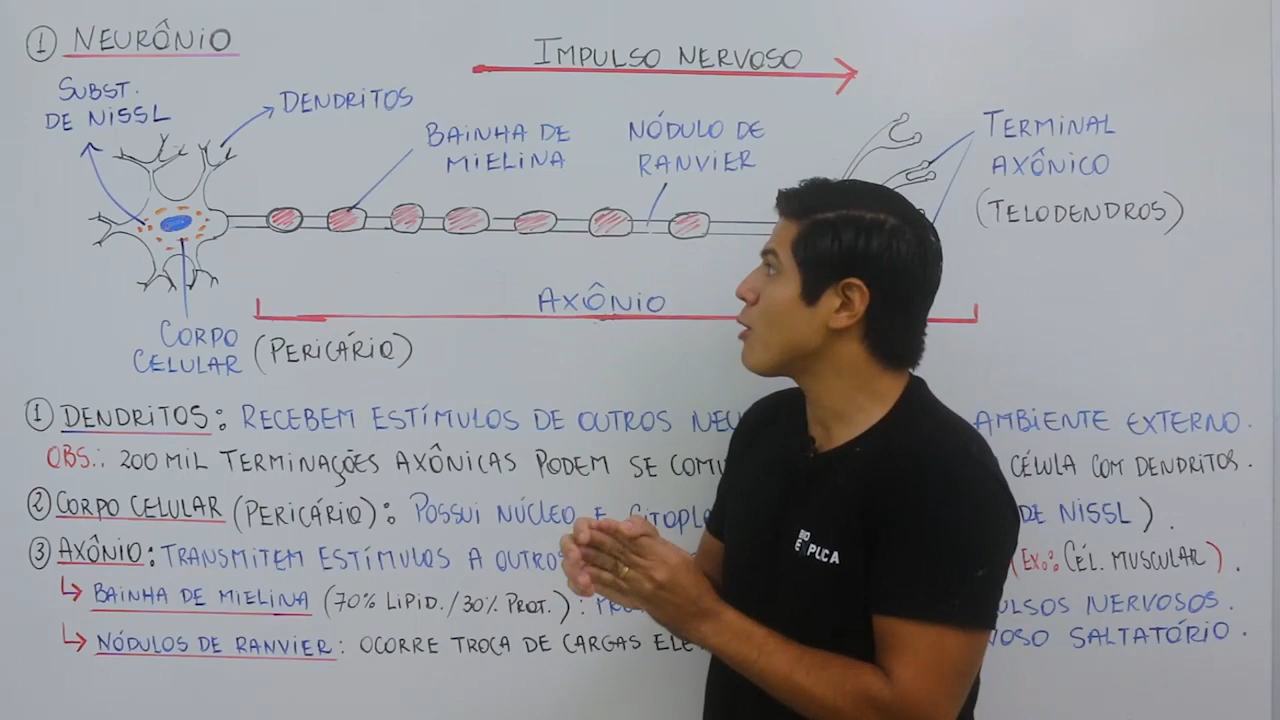 ① NEURÔNIO
IMPULSO NERVOSO
SUBST.
DE NISSL
DENDRITOS
BAINHA DE
MIELINA
NÓDULO DE
RANVIER
TERMINAL
AXÔNICO
(TELODENDROS)
AXÔNIO
CORPO
CELULAR (PERICÁRIO)
① DENDRITOS: RECEBEM ESTÍMULOS DE OUTROS AMBIENTE EXTERNO.
OBS.: 200 MIL TERMINAÇÕES AXÔNICAS PODEM SE CÉLULA COM DENDRITOS.
② CORPO CELULAR (PERICÁRIO): POSSUI NÚCLEO E DE NISSL).
③ AXÔNIO: TRANSMITEM ESTÍMULOS A (EX.: CÉL. MUSCULAR).
↳ BAINHA DE MIELINA (70% LIPID./30% PROT.): NERVOSOS.
↳ NÓDULOS DE RANVIER: OCORRE TROCA DE CARGAS SALTATÓRIO.
BIO
EXPLICA